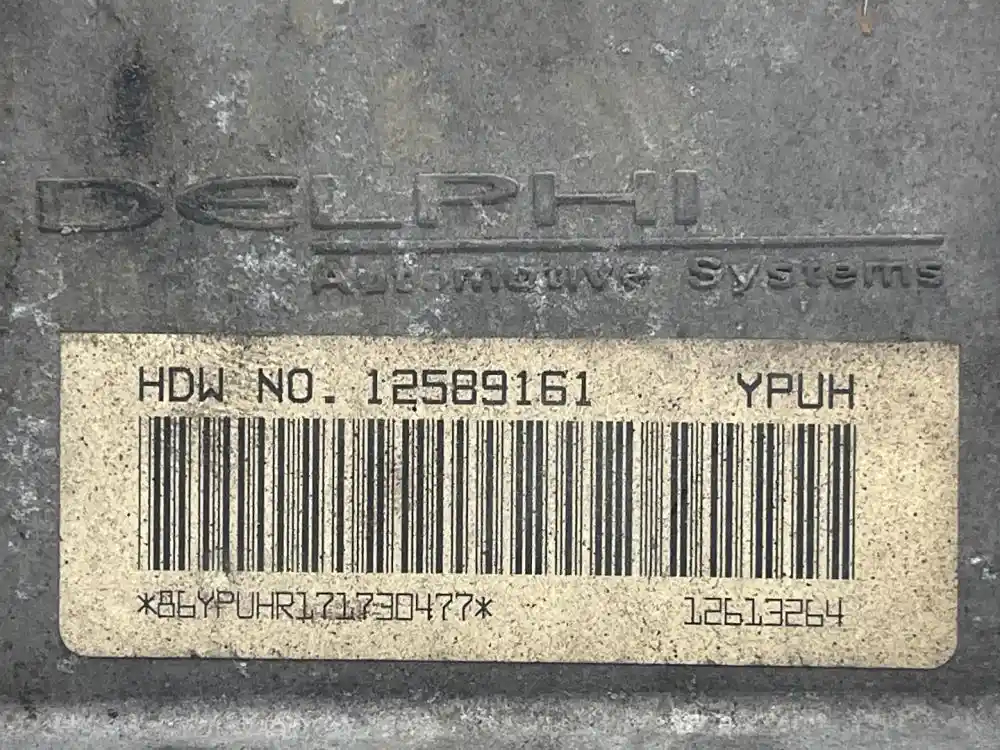 DELPHI
Automotive Systems
HDW NO. 12589161 YPUH
*86YPUHR171730477* 12613264